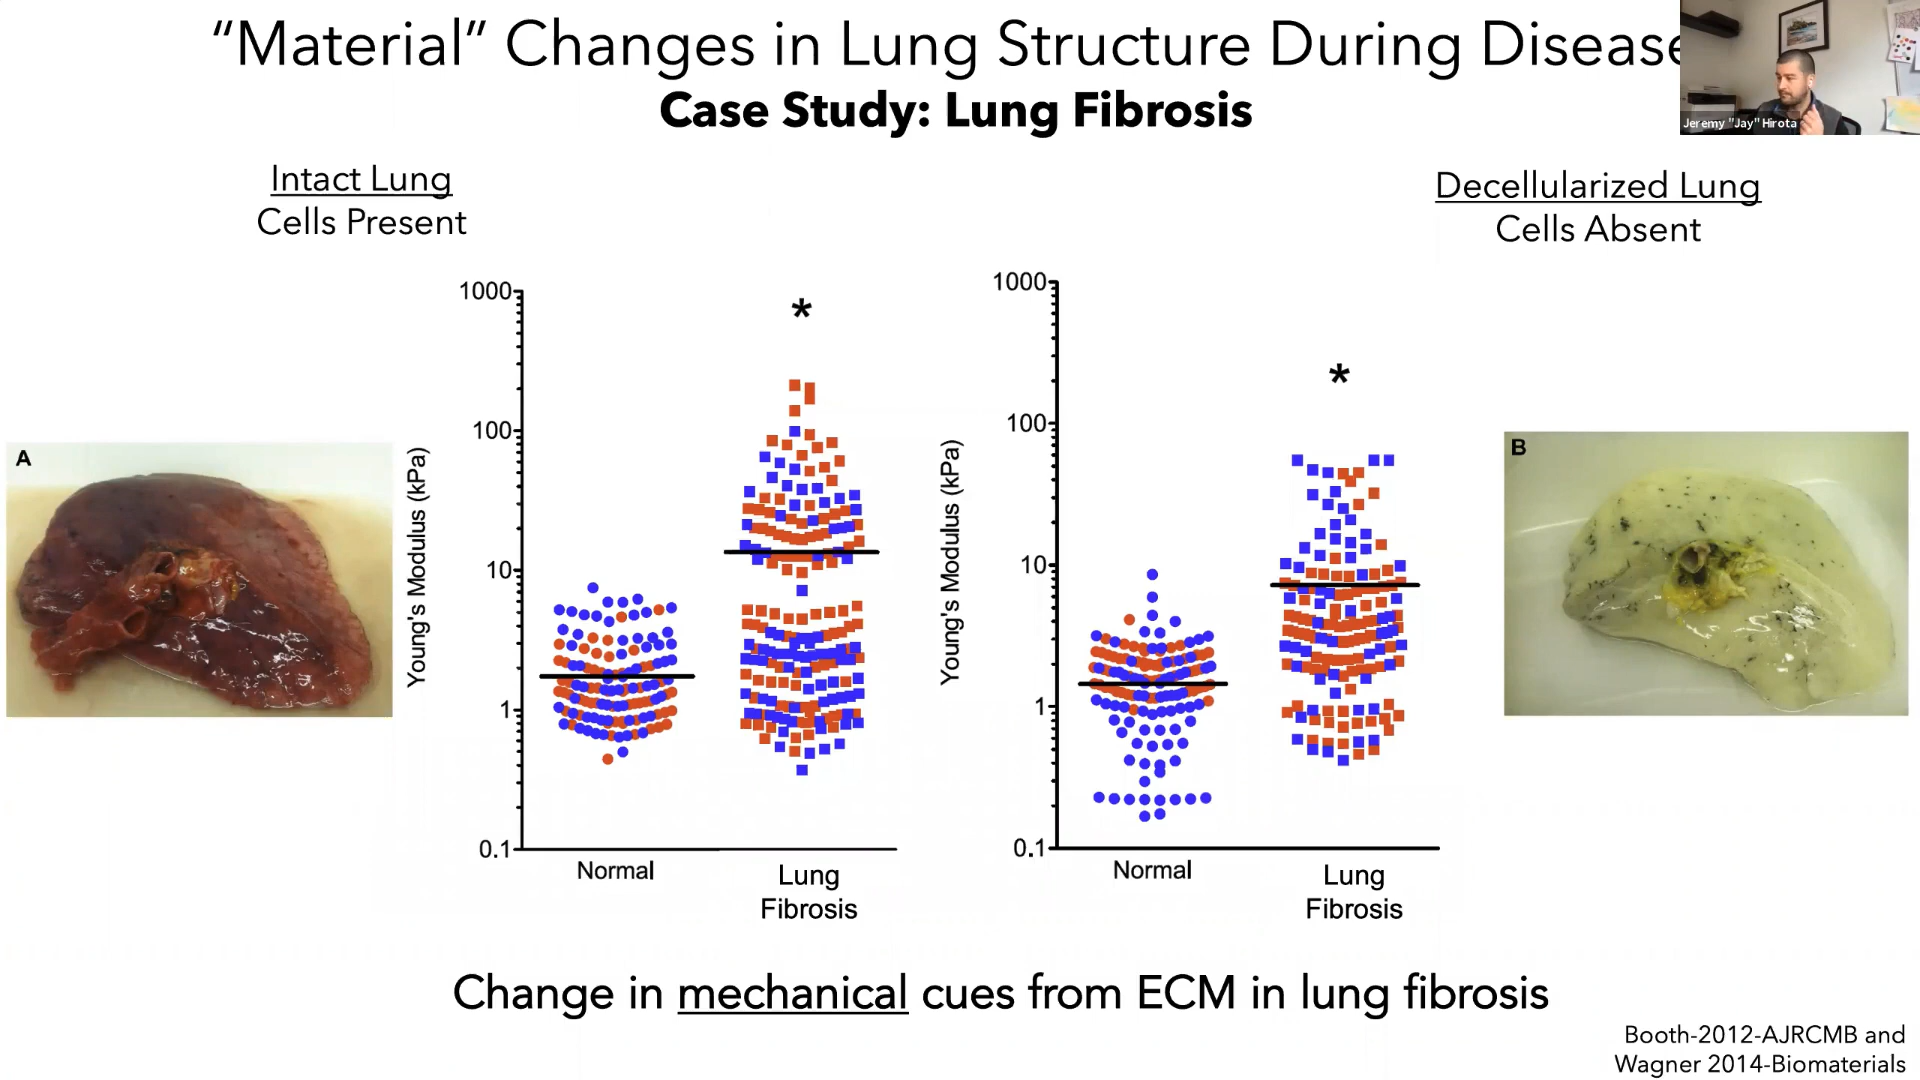 “Material” Changes in Lung Structure During Disease
Case Study: Lung Fibrosis
Jeremy "Jay" Hirota
Intact Lung
Cells Present
Decellularized Lung
Cells Absent
A
Young's Modulus (kPa)
1000
100
10
1
0.1
*
Normal
Lung
Fibrosis
Young's Modulus (kPa)
1000
100
10
1
0.1
*
Normal
Lung
Fibrosis
B
Change in mechanical cues from ECM in lung fibrosis
Booth-2012-AJRCMB and
Wagner 2014-Biomaterials